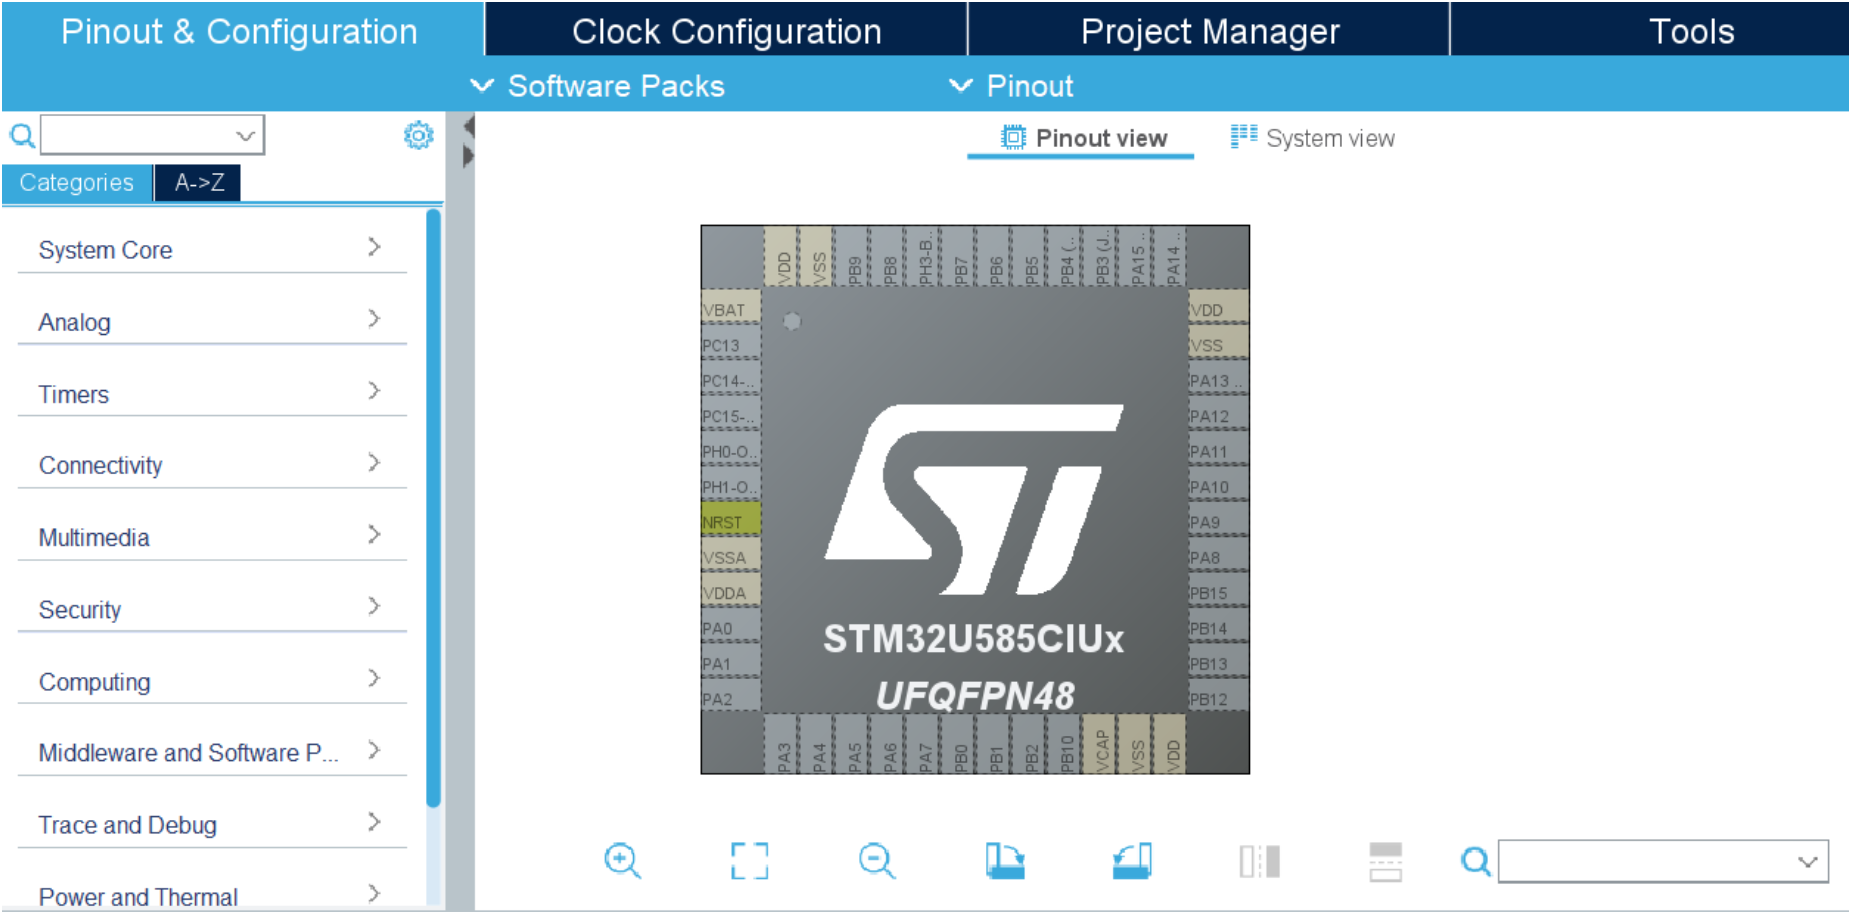 Pinout & Configuration
Clock Configuration
Project Manager
Tools
Software Packs
Pinout
Pinout view
System view
Categories
A->Z
System Core
Analog
Timers
Connectivity
Multimedia
Security
Computing
Middleware and Software P...
Trace and Debug
Power and Thermal
VDD
VSS
PB9
PB8
PH3-B..
PB7
PB6
PB5
PB4 (..
PB3 (J..
PA15 ..
PA14 ..
VBAT
PC13
PC14-..
PC15-..
PH0-O..
PH1-O..
NRST
VSSA
VDDA
PA0
PA1
PA2
VDD
VSS
PA13 ..
PA12
PA11
PA10
PA9
PA8
PB15
PB14
PB13
PB12
ST
STM32U585CIUx
UFQFPN48
PA3
PA4
PA5
PA6
PA7
PB0
PB1
PB2
PB10
VCAP
VSS
VDD